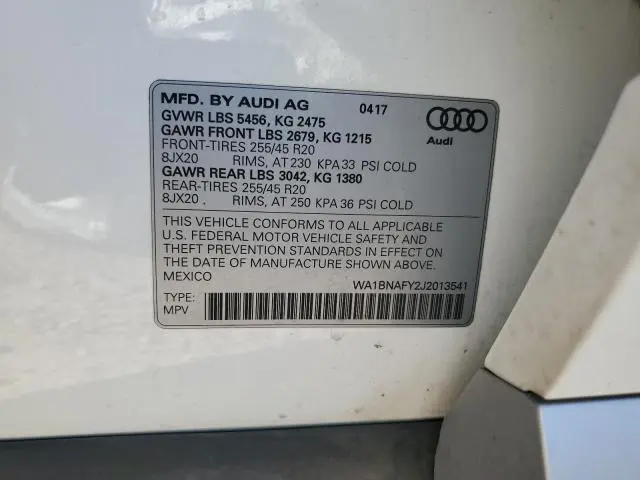 MFD. BY AUDI AG 0417
GVWR LBS 5456, KG 2475
GAWR FRONT LBS 2679, KG 1215
FRONT-TIRES 255/45 R20
8JX20 RIMS, AT 230 KPA 33 PSI COLD
GAWR REAR LBS 3042, KG 1380
REAR-TIRES 255/45 R20
8JX20 . RIMS, AT 250 KPA 36 PSI COLD
Audi
THIS VEHICLE CONFORMS TO ALL APPLICABLE
U.S. FEDERAL MOTOR VEHICLE SAFETY AND
THEFT PREVENTION STANDARDS IN EFFECT ON
THE DATE OF MANUFACTURE SHOWN ABOVE.
MEXICO
WA1BNAFY2J2013541
TYPE:
MPV